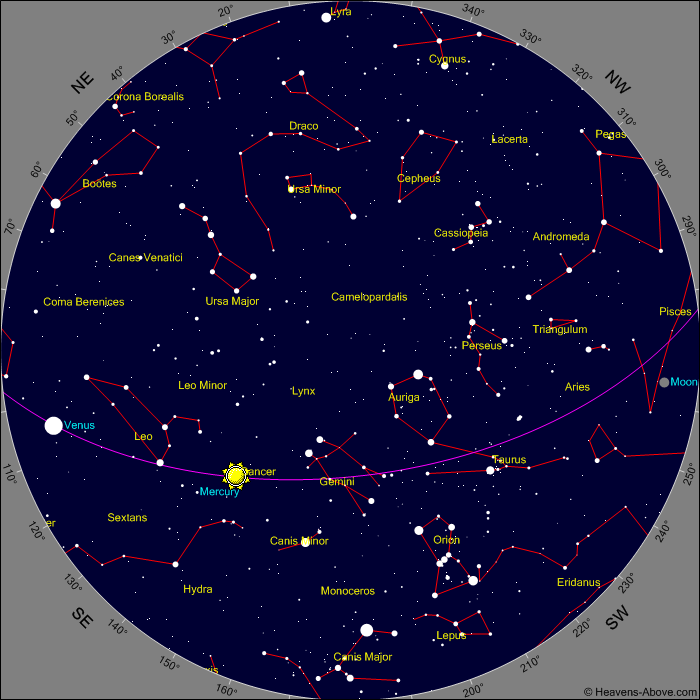 Lyra
340°
20°
330°
30°
Cygnus
NE
40°
320°
NW
orona Borealis
50°
Draco
310°
Pegas
Lacerta
60°
300°
Bootes
Cepheus
Ursa Minor
70°
290°
Cassiopeia
Andromeda
Canes Venatici
Coma Berenices
Ursa Major
Camelopardalis
Pisces
Triangulum
Perseus
Leo Minor
Lynx
Aries
Moon
Auriga
Venus
Leo
Taurus
ancer
110°
250°
Gemini
Mercury
er
Sextans
120°
240°
Canis Minor
Orion
130°
Hydra
Monoceros
Eridanus
230°
SE
SW
140°
220°
Lepus
150°
210°
Canis Major
xis
160°
200°
© Heavens-Above.com